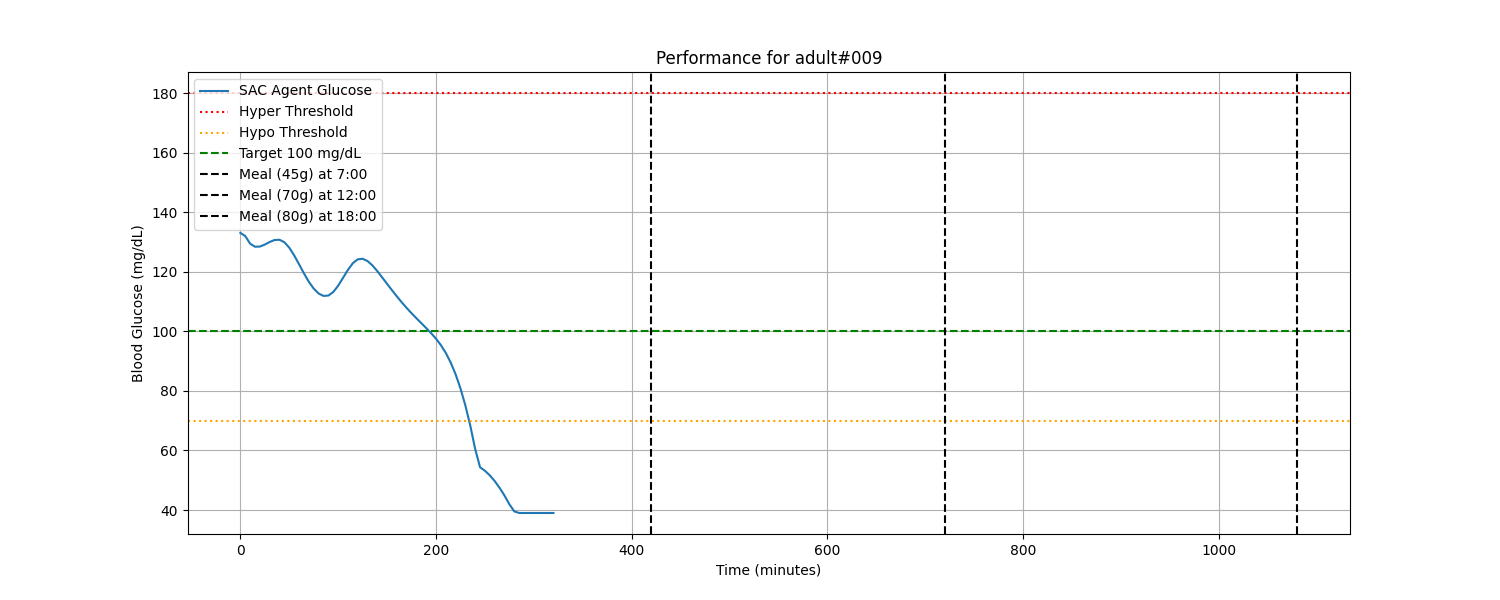 Performance for adult#009
SAC Agent Glucose
Hyper Threshold
Hypo Threshold
Target 100 mg/dL
Meal (45g) at 7:00
Meal (70g) at 12:00
Meal (80g) at 18:00
Blood Glucose (mg/dL)
180
160
140
120
100
80
60
40
0 200 400 600 800 1000
Time (minutes)